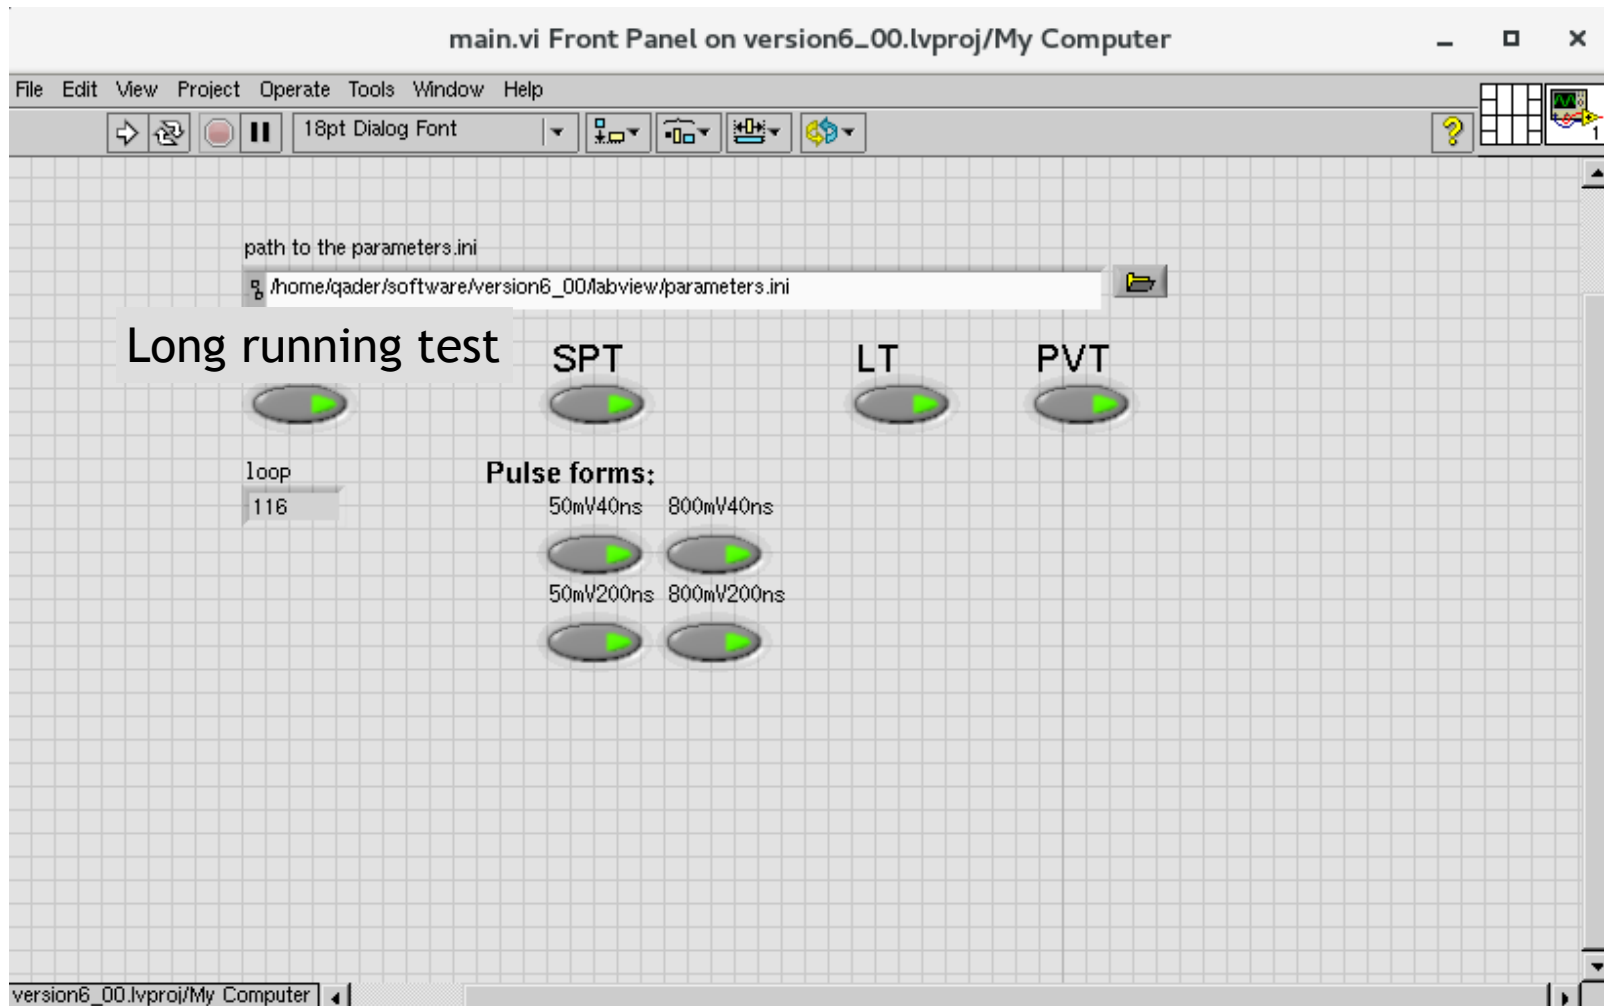 main.vi Front Panel on version6_00.lvproj/My Computer
File Edit View Project Operate Tools Window Help
18pt Dialog Font
?
1
path to the parameters.ini
/home/qader/software/version6_00/labview/parameters.ini
Long running test
SPT
LT
PVT
loop
116
Pulse forms:
50mV40ns 800mV40ns
50mV200ns 800mV200ns
version6_00.lvproj/My Computer